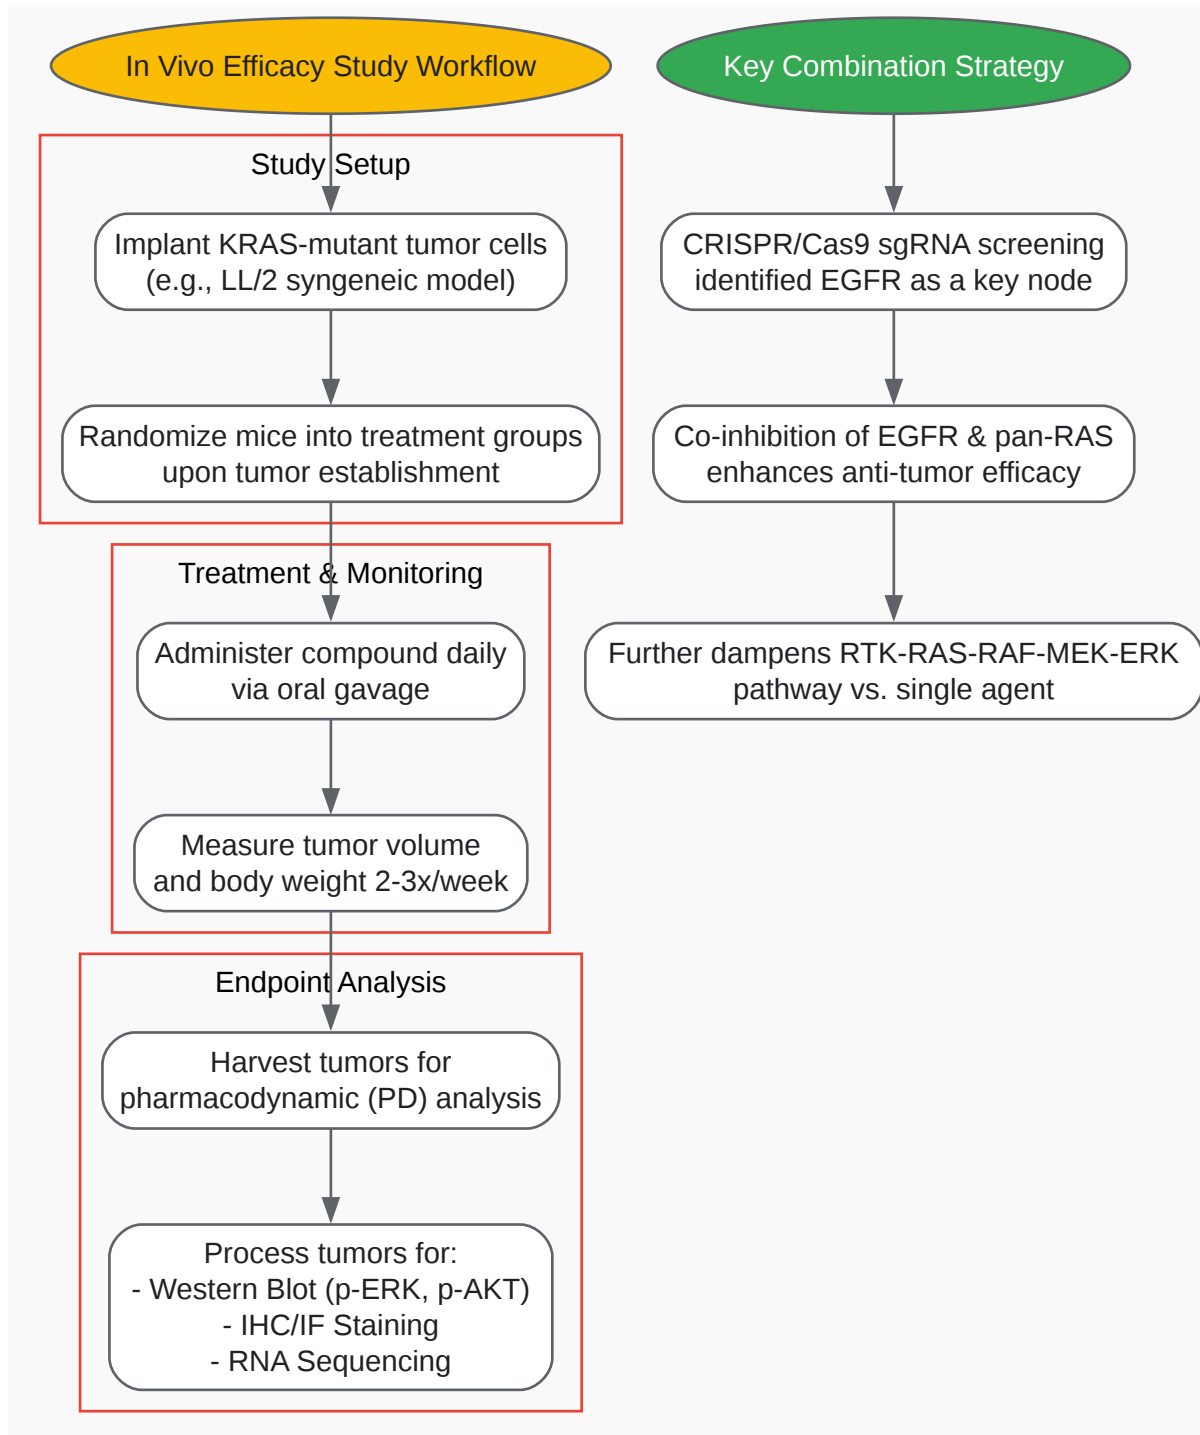 In Vivo Efficacy Study Workflow
Study Setup
Implant KRAS-mutant tumor cells
(e.g., LL/2 syngeneic model)
Randomize mice into treatment groups
upon tumor establishment
Treatment & Monitoring
Administer compound daily
via oral gavage
Measure tumor volume
and body weight 2-3x/week
Endpoint Analysis
Harvest tumors for
pharmacodynamic (PD) analysis
Process tumors for:
- Western Blot (p-ERK, p-AKT)
- IHC/IF Staining
- RNA Sequencing
Key Combination Strategy
CRISPR/Cas9 sgRNA screening
identified EGFR as a key node
Co-inhibition of EGFR & pan-RAS
enhances anti-tumor efficacy
Further dampens RTK-RAS-RAF-MEK-ERK
pathway vs. single agent